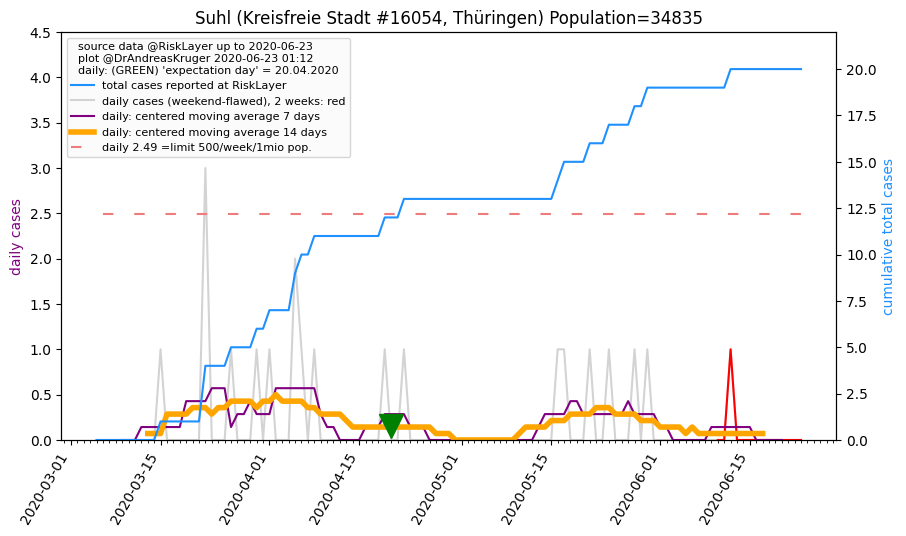 Suhl (Kreisfreie Stadt #16054, Thüringen) Population=34835
source data @RiskLayer up to 2020-06-23
plot @DrAndreasKruger 2020-06-23 01:12
daily: (GREEN) 'expectation day' = 20.04.2020
total cases reported at RiskLayer
daily cases (weekend-flawed), 2 weeks: red
daily: centered moving average 7 days
daily: centered moving average 14 days
daily 2.49 =limit 500/week/1mio pop.
daily cases
4.5
4.0
3.5
3.0
2.5
2.0
1.5
1.0
0.5
0.0
20.0
17.5
15.0
12.5
10.0
7.5
5.0
2.5
0.0
cumulative total cases
2020-03-01
2020-03-15
2020-04-01
2020-04-15
2020-05-01
2020-05-15
2020-06-01
2020-06-15